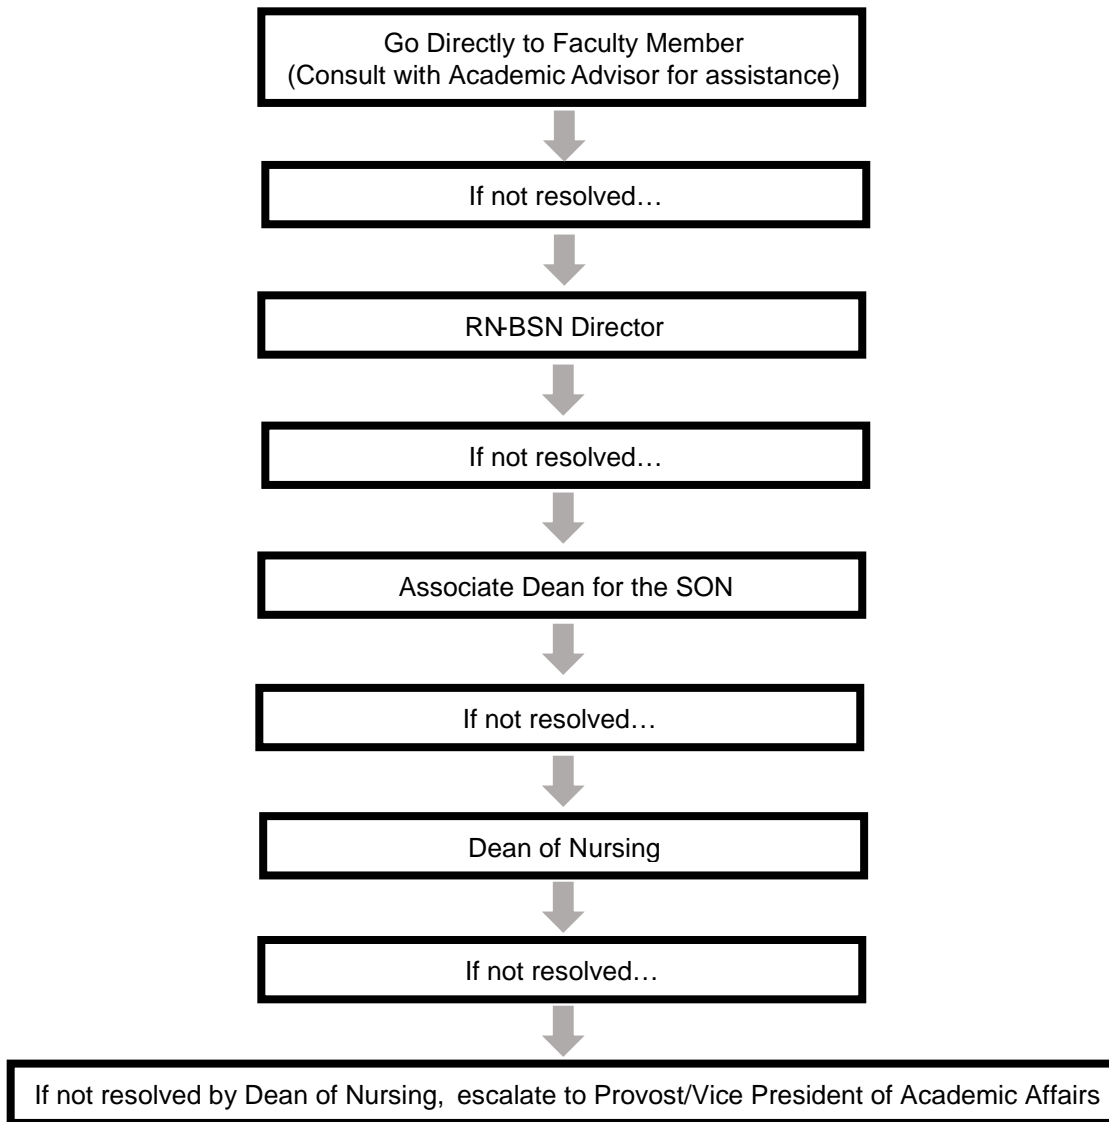 Go Directly to Faculty Member
(Consult with Academic Advisor for assistance)
If not resolved…
RN-BSN Director
If not resolved…
Associate Dean for the SON
If not resolved…
Dean of Nursing
If not resolved…
If not resolved by Dean of Nursing, escalate to Provost/Vice President of Academic Affairs